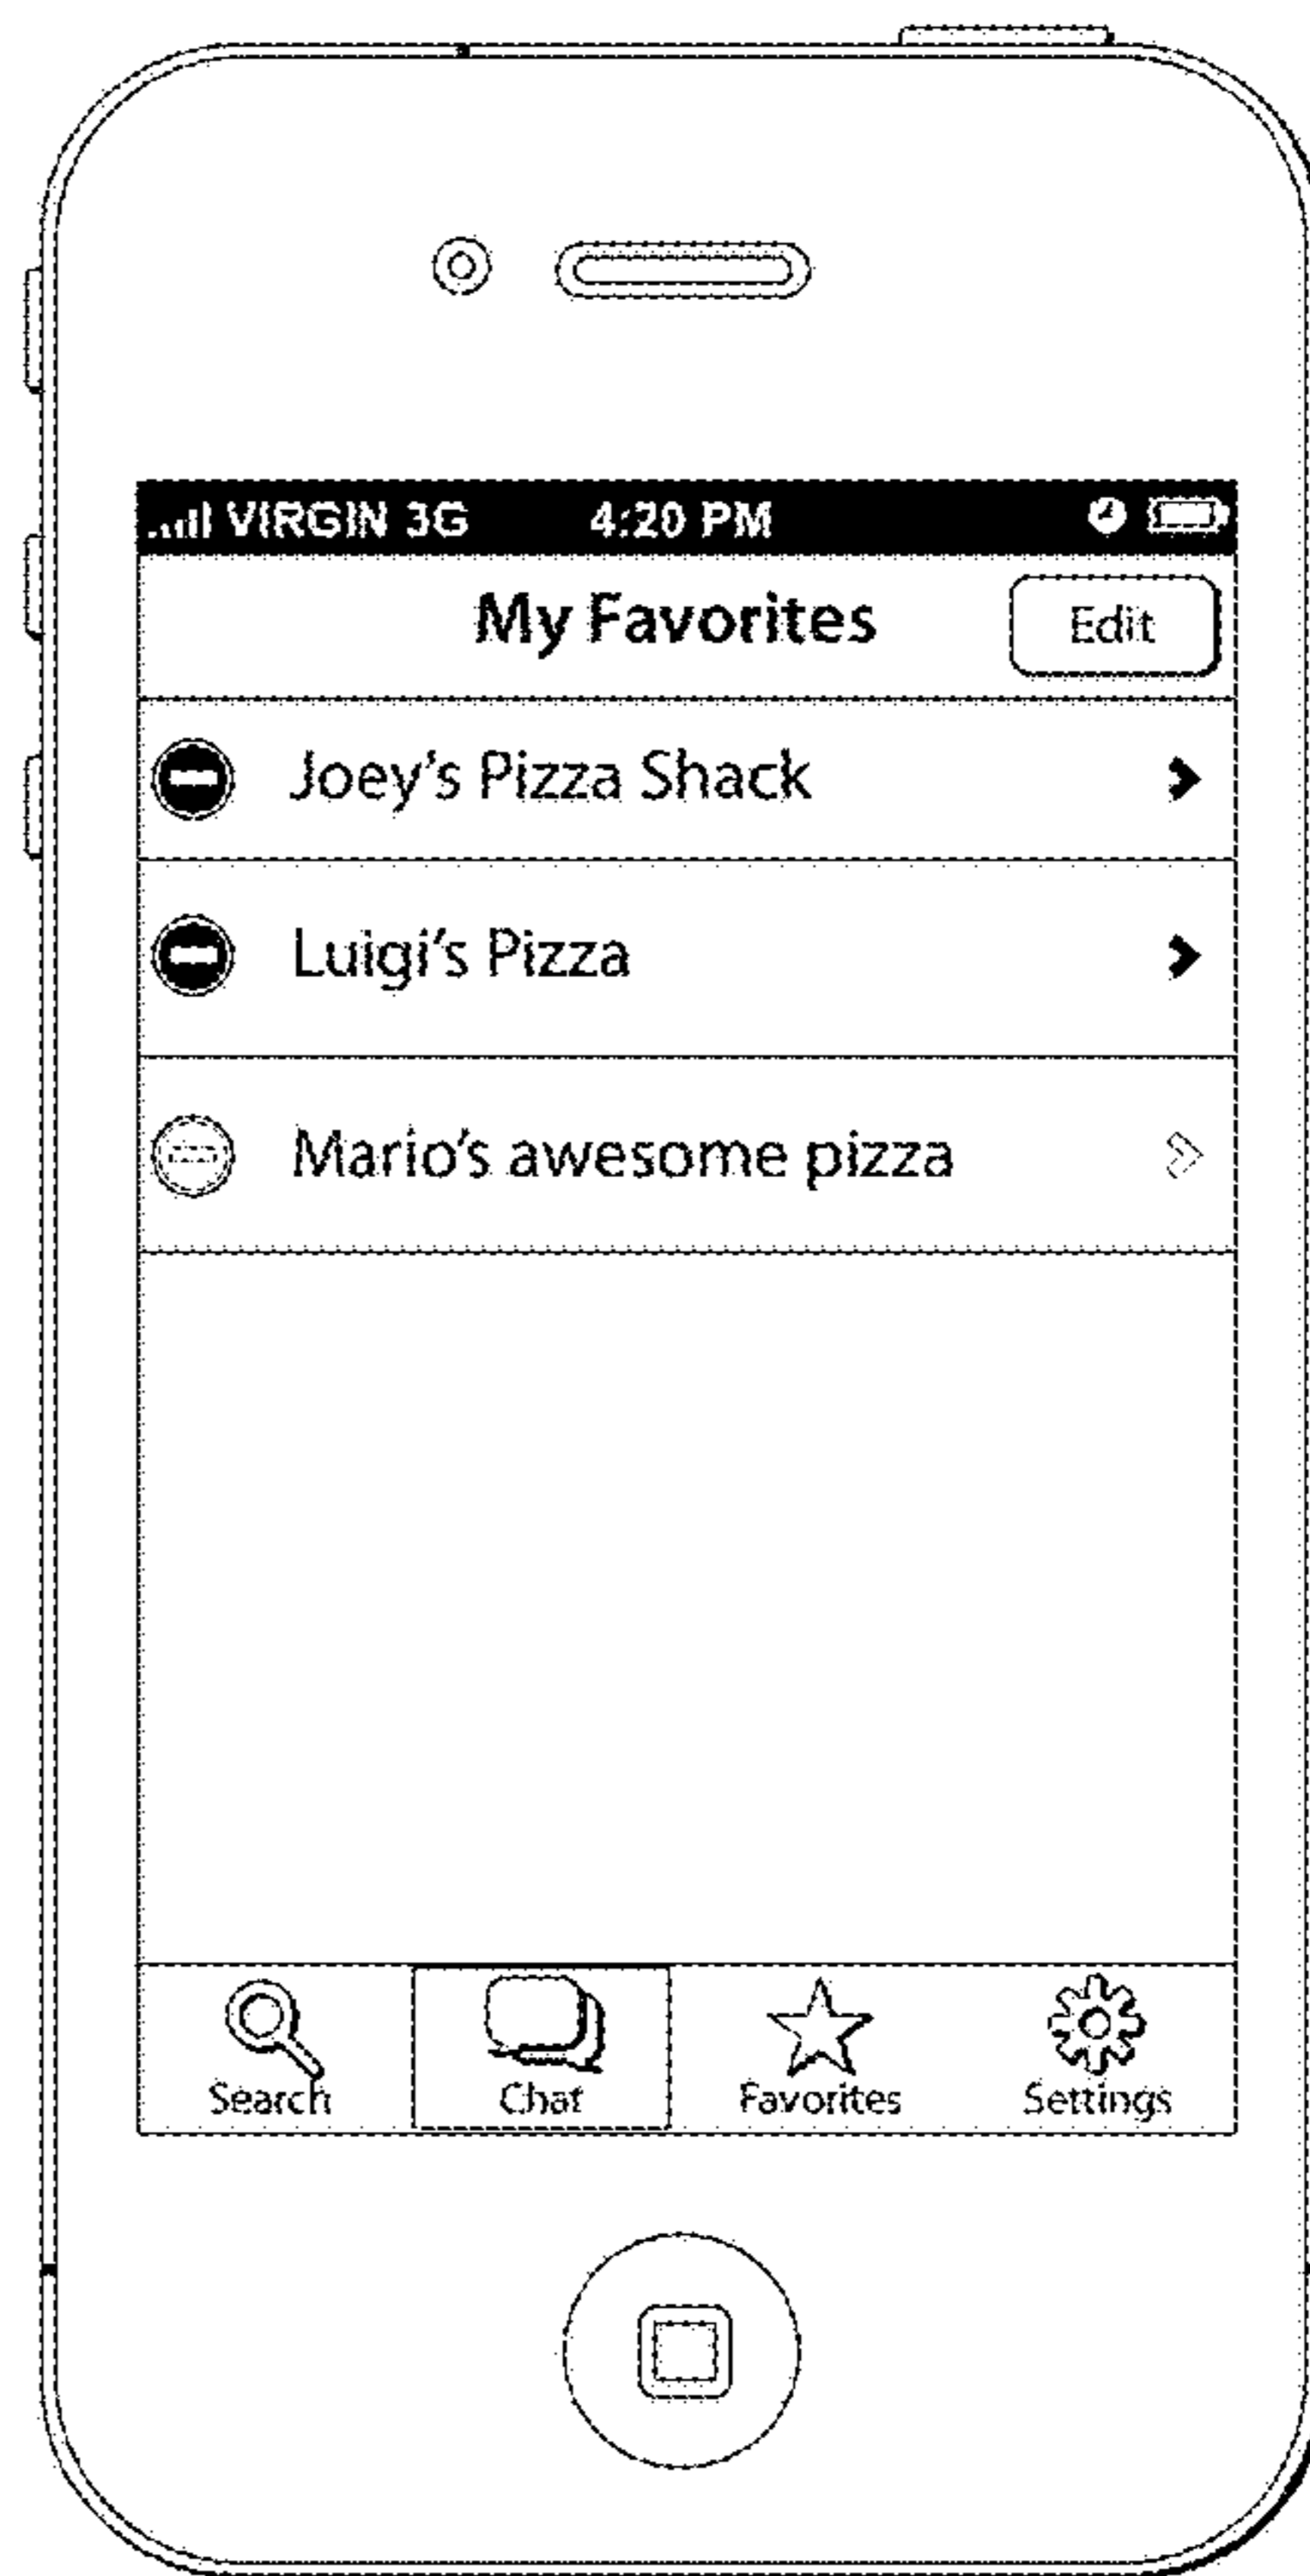 VIRGIN 3G 4:20 PM
My Favorites Edit
Joey's Pizza Shack
Luigi's Pizza
Mario's awesome pizza
Search Chat Favorites Settings